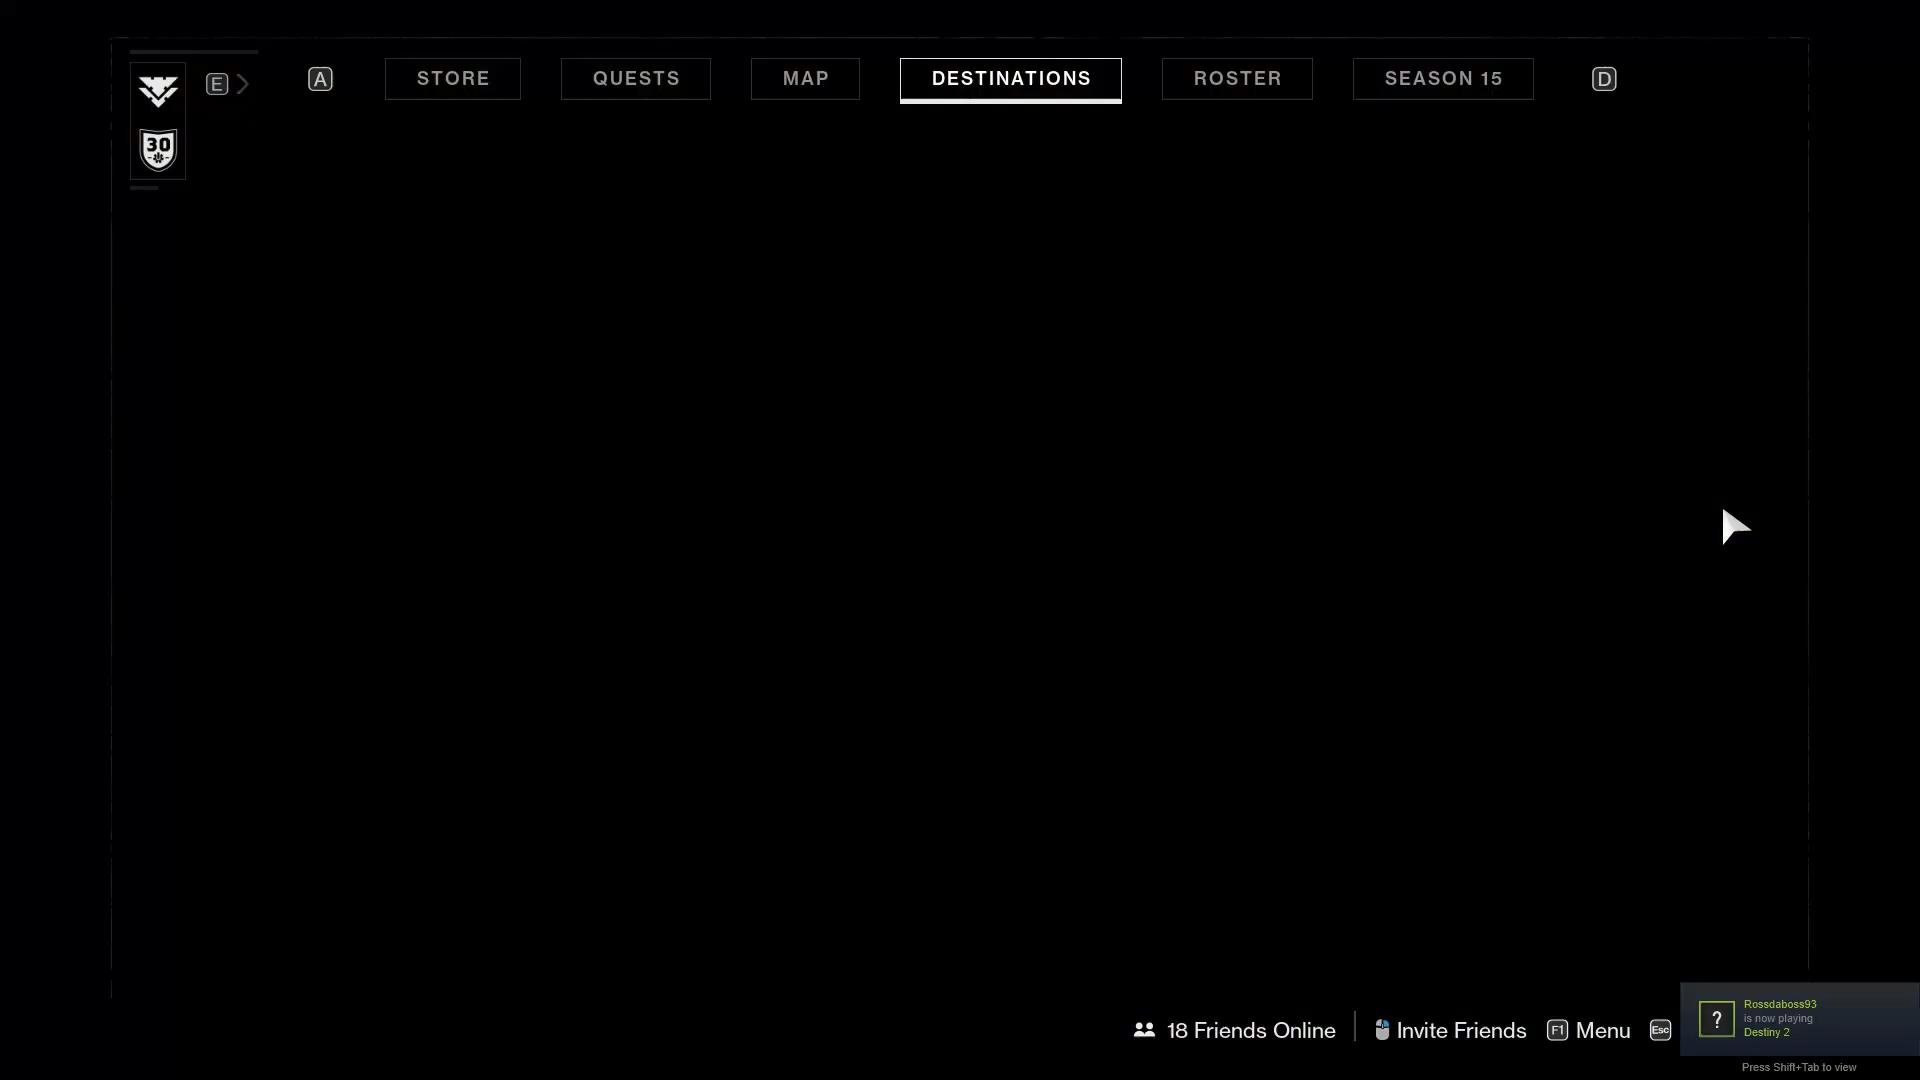 E
A
STORE
QUESTS
MAP
DESTINATIONS
ROSTER
SEASON 15
D
30
18 Friends Online
Invite Friends
F1 Menu
Esc
?
Rossdaboss93
is now playing
Destiny 2
Press Shift+Tab to view